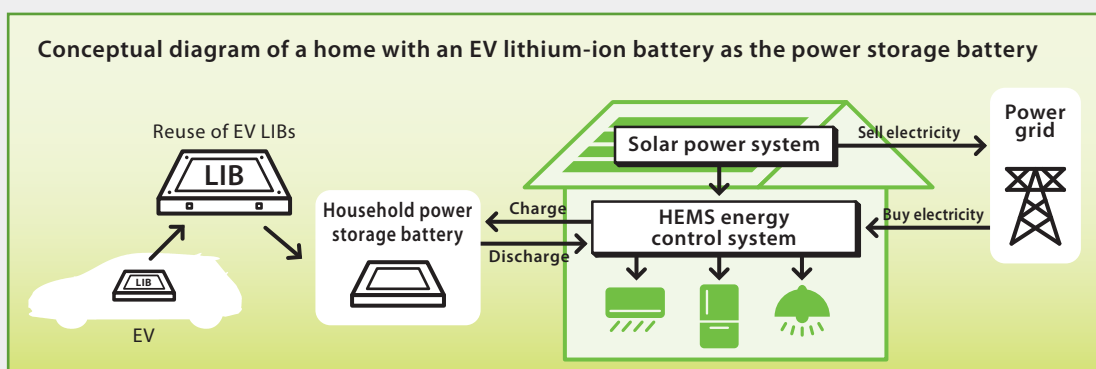 Conceptual diagram of a home with an EV lithium-ion battery as the power storage battery
Reuse of EV LIBs
LIB
LIB
EV
Household power
storage battery
Charge
Discharge
Solar power system
HEMS energy
control system
Sell electricity
Buy electricity
Power
grid